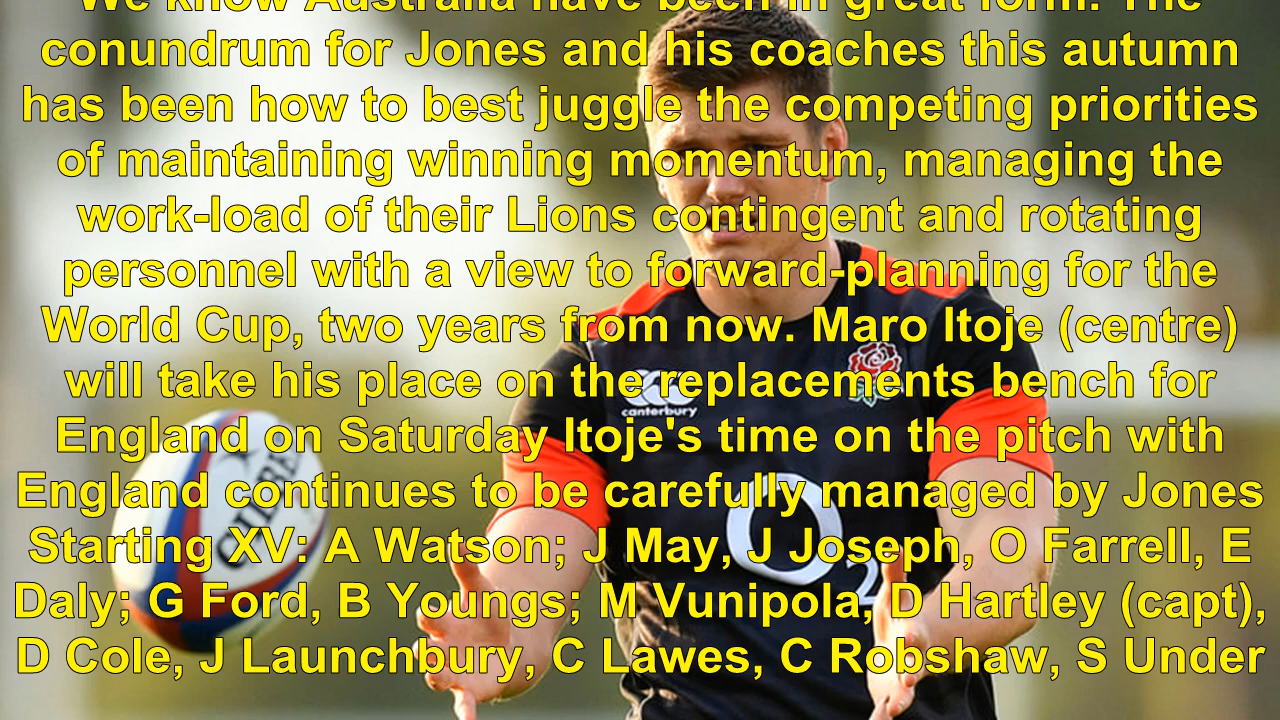 We know Australia have been in great form. The
conundrum for Jones and his coaches this autumn
has been how to best juggle the competing priorities
of maintaining winning momentum, managing the
work-load of their Lions contingent and rotating
personnel with a view to forward-planning for the
World Cup, two years from now. Maro Itoje (centre)
will take his place on the replacements bench for
England on Saturday Itoje's time on the pitch with
England continues to be carefully managed by Jones
Starting XV: A Watson; J May, J Joseph, O Farrell, E
Daly; G Ford, B Youngs; M Vunipola, D Hartley (capt),
D Cole, J Launchbury, C Lawes, C Robshaw, S Under
canterbury
O2
GILBERT